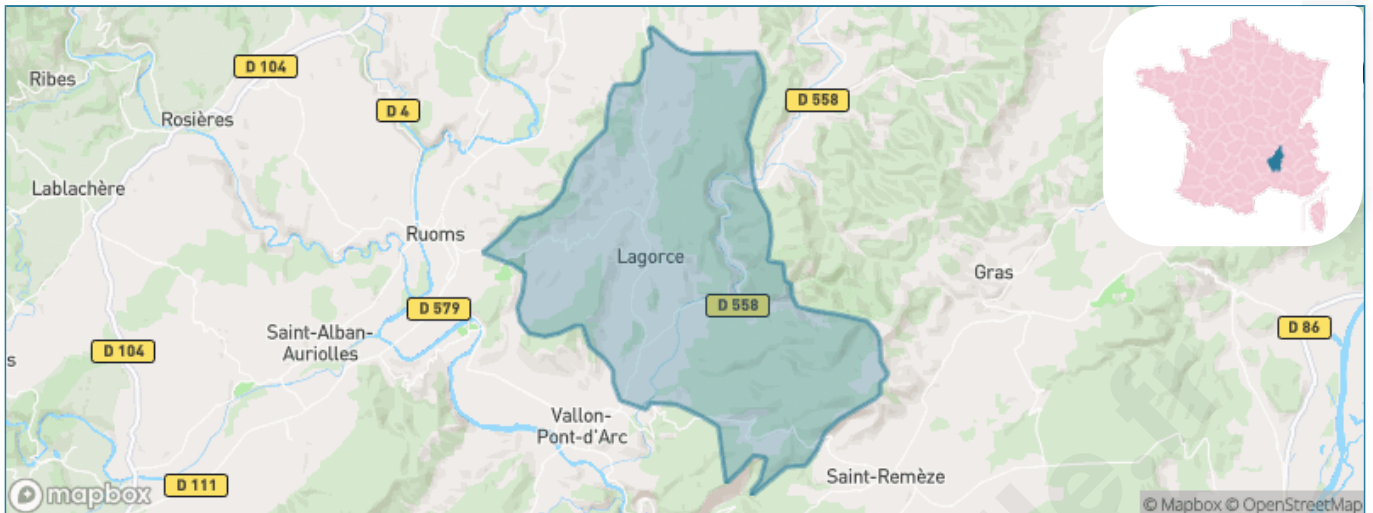 Ribes
D 104
D 4
D 558
Rosières
Lablachère
Ruoms
Lagorce
Gras
D 579
D 558
D 86
Saint-Alban-
Auriolles
D 104
s
Vallon-
Pont-d'Arc
Saint-Remèze
D 111
mapbox
© Mapbox © OpenStreetMap